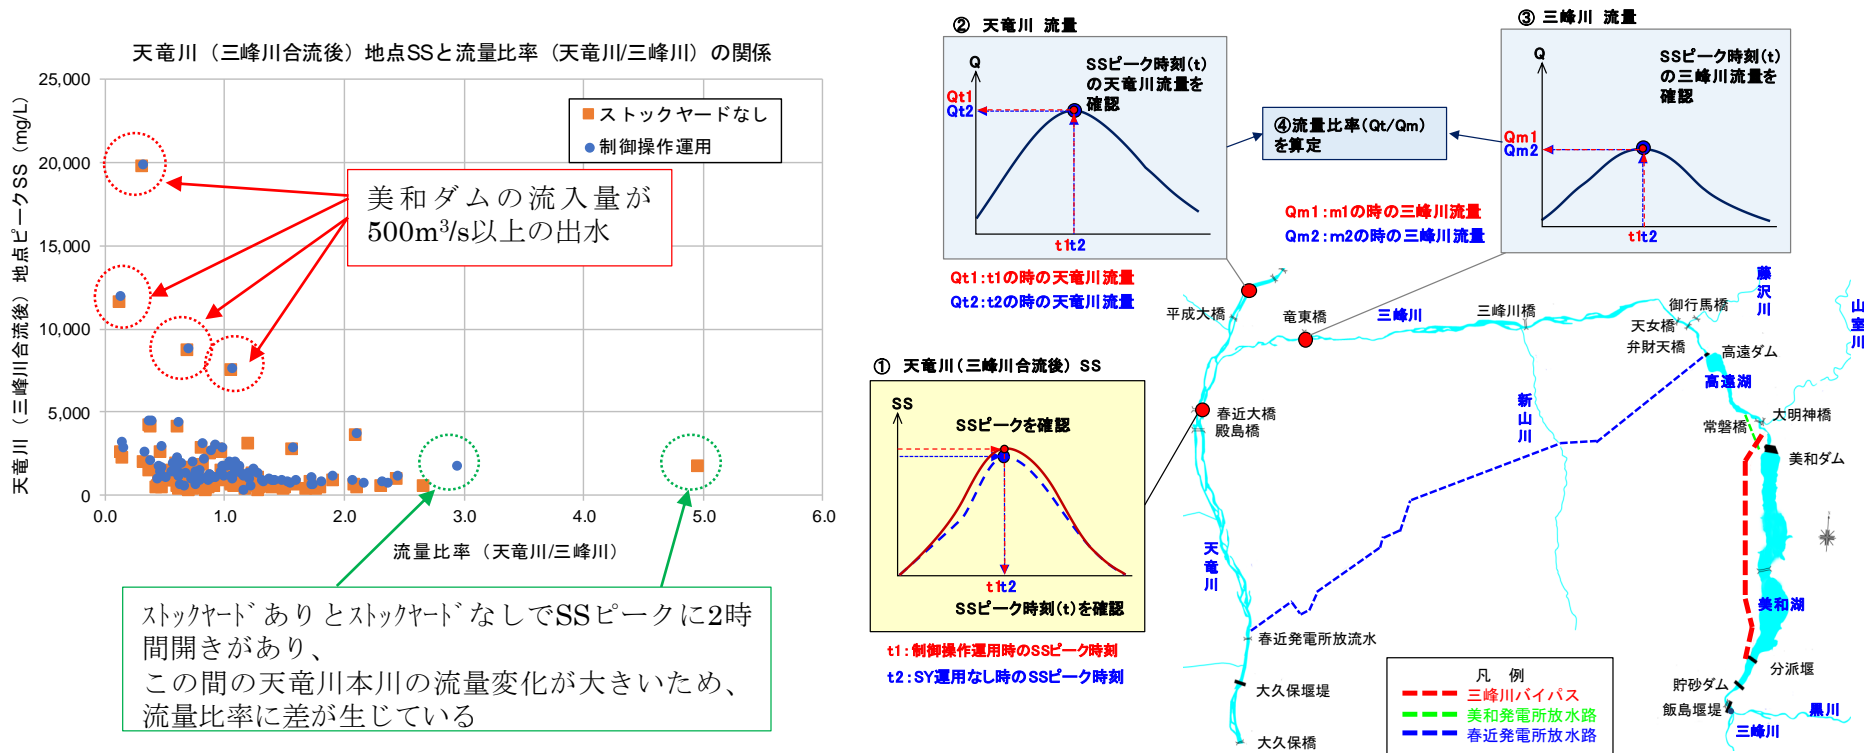 天竜川（三峰川合流後）地点SSと流量比率（天竜川/三峰川）の関係
天竜川（三峰川合流後）地点ピークSS（mg/L）
25,000
20,000
15,000
10,000
5,000
0
0.0
1.0
2.0
3.0
4.0
5.0
6.0
流量比率（天竜川/三峰川）
ストックヤードなし
制御操作運用
美和ダムの流入量が
500m³/s以上の出水
ｽﾄｯｸﾔｰﾄﾞありとｽﾄｯｸﾔｰﾄﾞなしでSSピークに2時
間開きがあり、
この間の天竜川本川の流量変化が大きいため、
流量比率に差が生じている
② 天竜川 流量
Q
SSピーク時刻(t)
の天竜川流量を
確認
Qt1
Qt2
t1t2
Qt1：t1の時の天竜川流量
Qt2：t2の時の天竜川流量
④流量比率(Qt/Qm)
を算定
③ 三峰川 流量
Q
SSピーク時刻(t)
の三峰川流量を
確認
Qm1
Qm2
t1t2
Qm1：m1の時の三峰川流量
Qm2：m2の時の三峰川流量
① 天竜川(三峰川合流後) SS
SS
SSピークを確認
t1t2
SSピーク時刻(t)を確認
t1：制御操作運用時のSSピーク時刻
t2：SY運用なし時のSSピーク時刻
平成大橋
竜東橋
三峰川
三峰川橋
御行馬橋
天女橋
弁財天橋
藤沢川
山室川
高遠ダム
高遠湖
春近大橋
殿島橋
新山川
常磐橋
大明神橋
美和ダム
天竜川
美和湖
春近発電所放流水
大久保堰堤
大久保橋
分派堰
貯砂ダム
飯島堰堤
黒川
三峰川
凡 例
三峰川バイパス
美和発電所放水路
春近発電所放水路